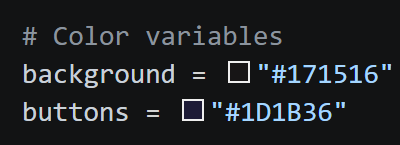 # Color variables
background = "#171516"
buttons = "#1D1B36"